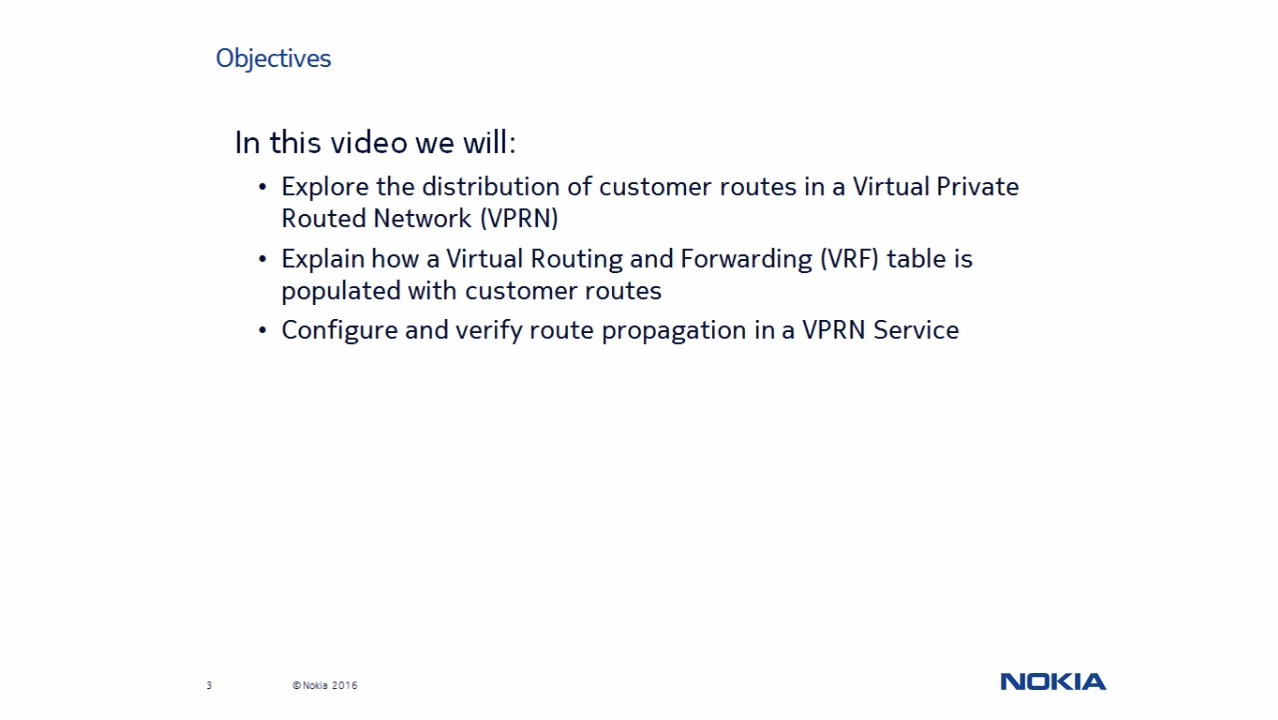 Objectives
In this video we will:
• Explore the distribution of customer routes in a Virtual Private
Routed Network (VPRN)
• Explain how a Virtual Routing and Forwarding (VRF) table is
populated with customer routes
• Configure and verify route propagation in a VPRN Service
3 © Nokia 2016
NOKIA